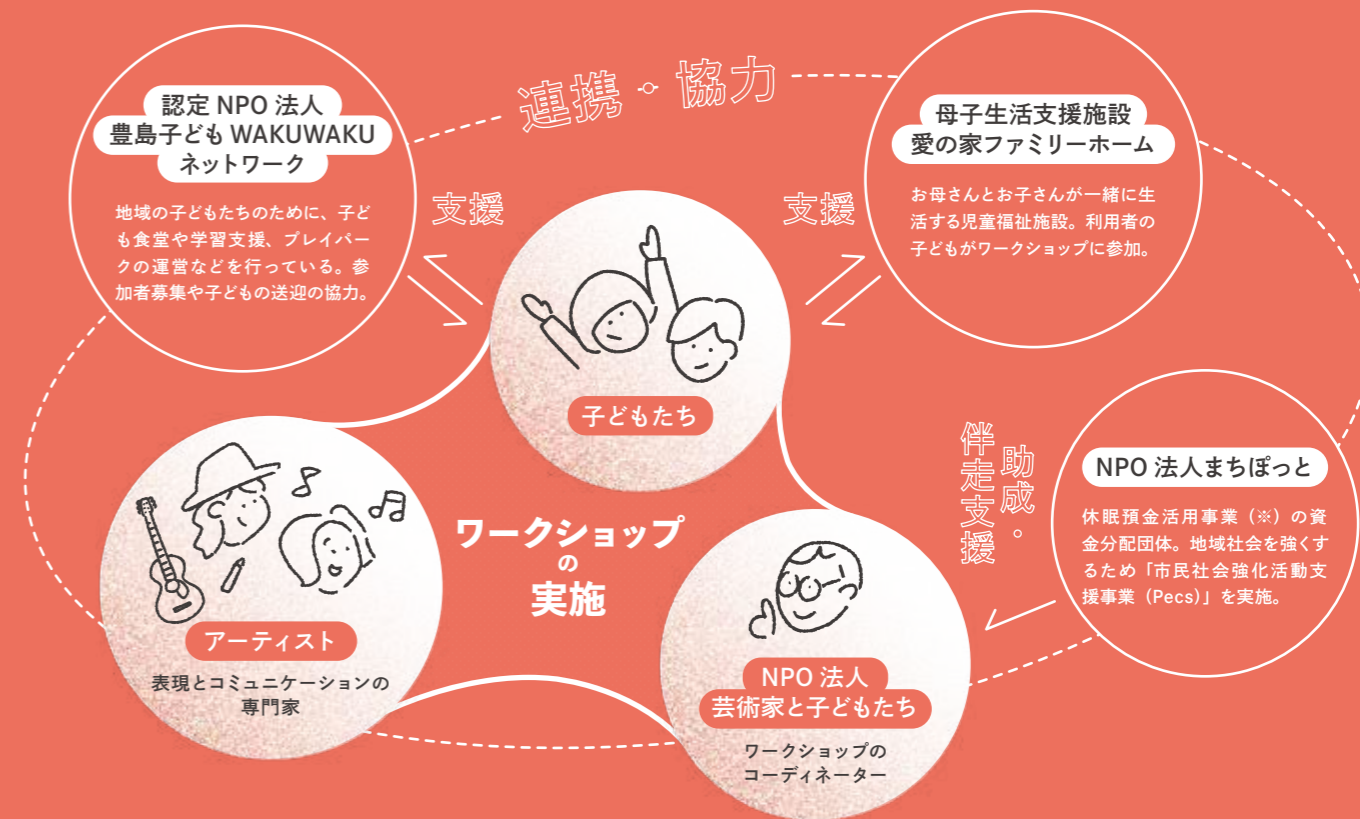 連携・協力
認定 NPO 法人
豊島子ども WAKUWAKU
ネットワーク
地域の子どもたちのために、子ど
も食堂や学習支援、プレイパー
クの運営などを行っている。参
加者募集や子どもの送迎の協力。
母子生活支援施設
愛の家ファミリーホーム
お母さんとお子さんが一緒に生
活する児童福祉施設。利用者の
子どもがワークショップに参加。
支援
支援
子どもたち
助成・
伴走支援
NPO 法人まちぽっと
休眠預金活用事業（※）の資
金分配団体。地域社会を強くす
るため「市民社会強化活動支
援事業（Pecs）」を実施。
ワークショップ
の
実施
アーティスト
表現とコミュニケーションの
専門家
NPO 法人
芸術家と子どもたち
ワークショップの
コーディネーター